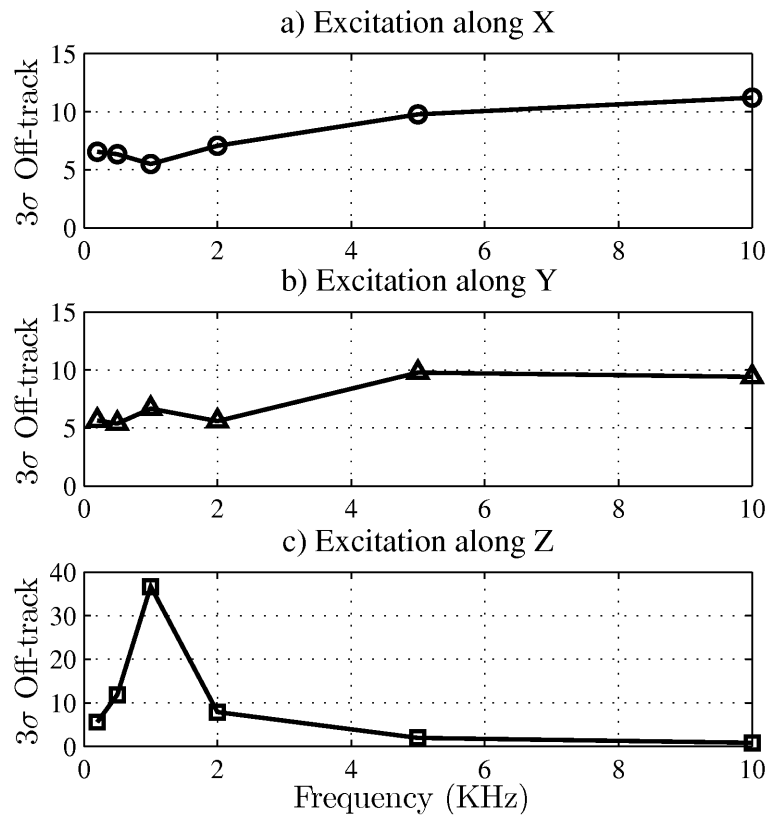 a) Excitation along X
15
10
5
0
3σ Off-track
0 2 4 6 8 10
b) Excitation along Y
15
10
5
0
3σ Off-track
0 2 4 6 8 10
c) Excitation along Z
40
30
20
10
0
3σ Off-track
0 2 4 6 8 10
Frequency (KHz)